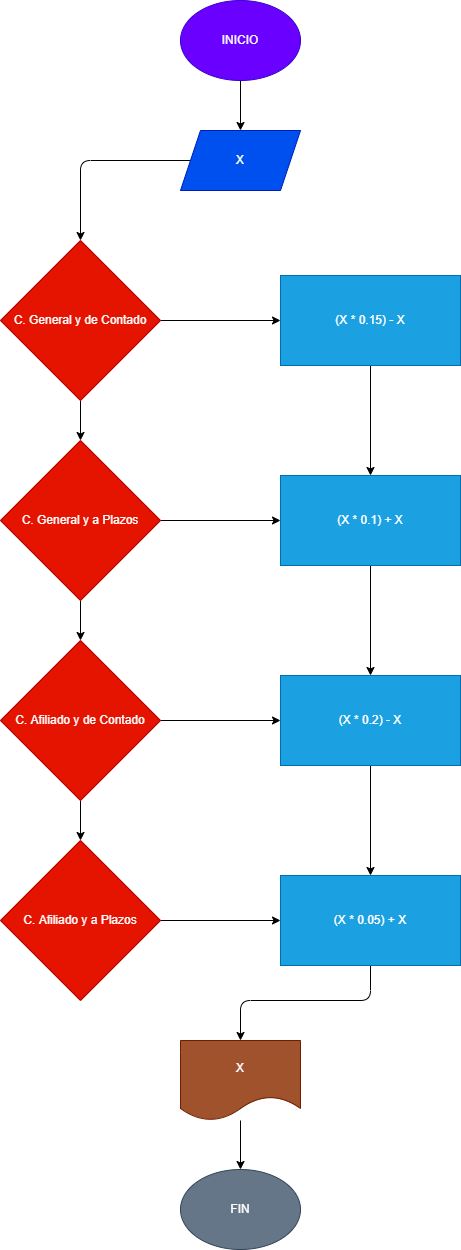 INICIO
X
C. General y de Contado
(X * 0.15) - X
C. General y a Plazos
(X * 0.1) + X
C. Afiliado y de Contado
(X * 0.2) - X
C. Afiliado y a Plazos
(X * 0.05) + X
X
FIN